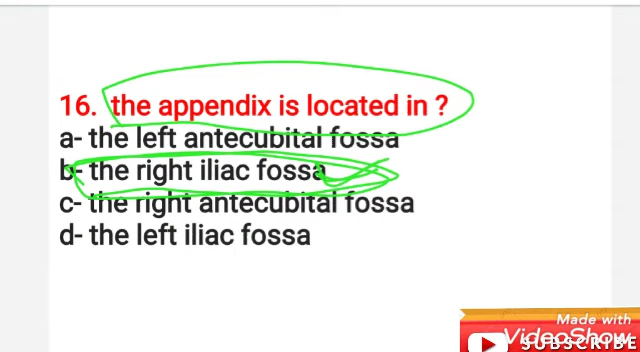 16. the appendix is located in ?
a- the left antecubital fossa
b- the right iliac fossa
c- the right antecubital fossa
d- the left iliac fossa
Made with
VideoShow
SUBSCRIBE